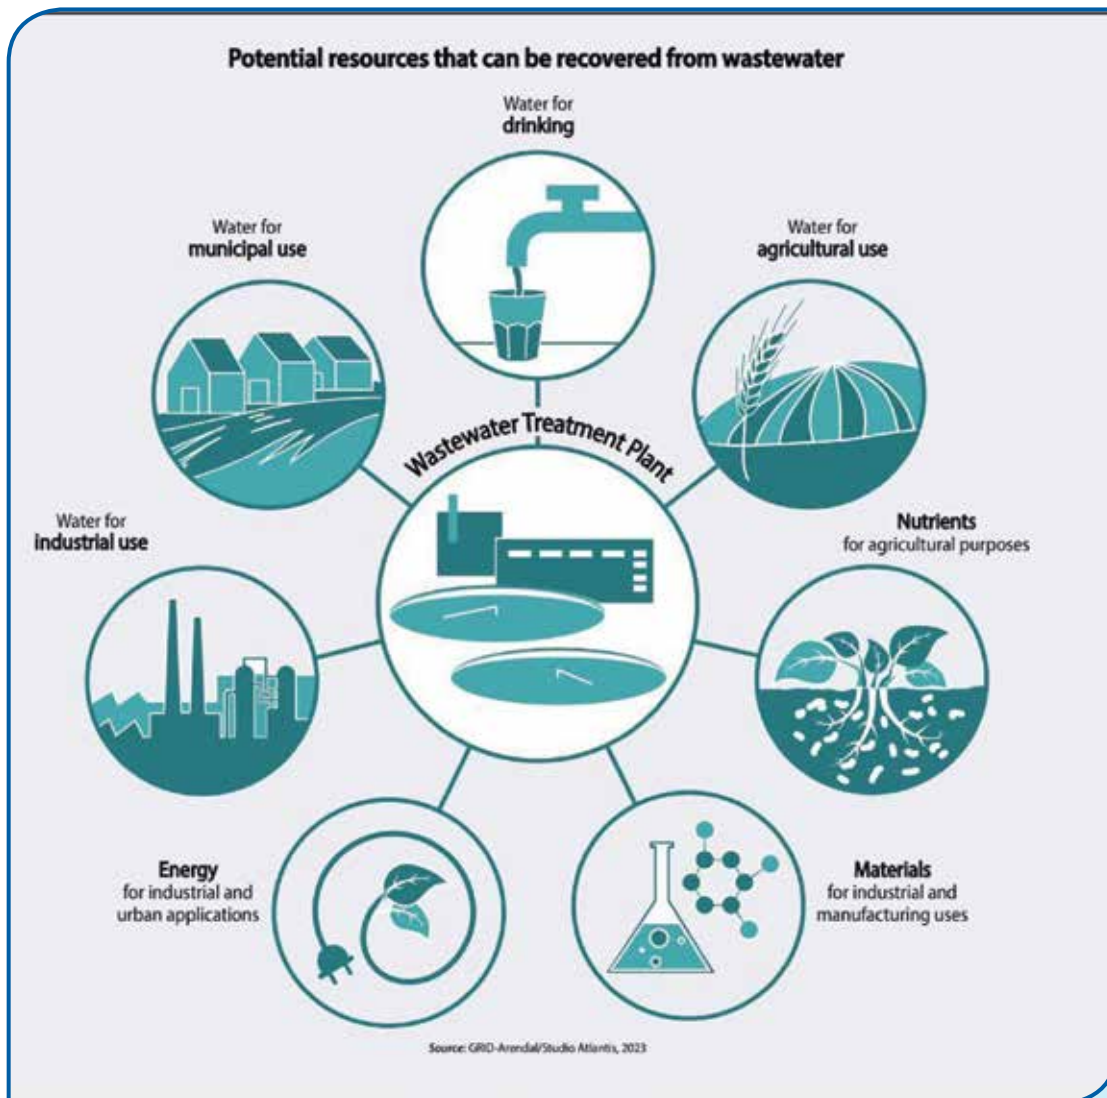 Potential resources that can be recovered from wastewater
Water for
drinking
Water for
municipal use
Water for
agricultural use
Wastewater Treatment Plant
Water for
industrial use
Nutrients
for agricultural purposes
Energy
for industrial and
urban applications
Materials
for industrial and
manufacturing uses
Source: GRID-Arendal/Studio Atlantis, 2023